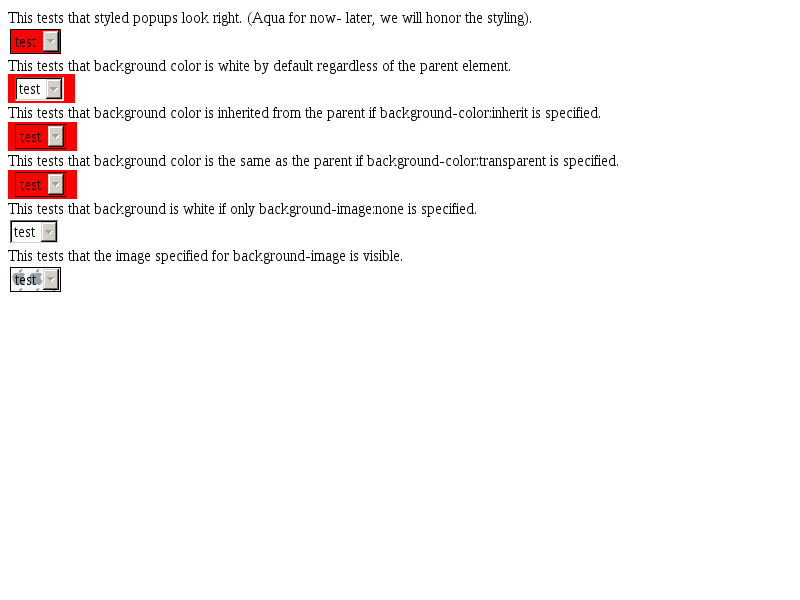 This tests that styled popups look right. (Aqua for now- later, we will honor the styling).
test
This tests that background color is white by default regardless of the parent element.
test
This tests that background color is inherited from the parent if background-color:inherit is specified.
test
This tests that background color is the same as the parent if background-color:transparent is specified.
test
This tests that background is white if only background-image:none is specified.
test
This tests that the image specified for background-image is visible.
test